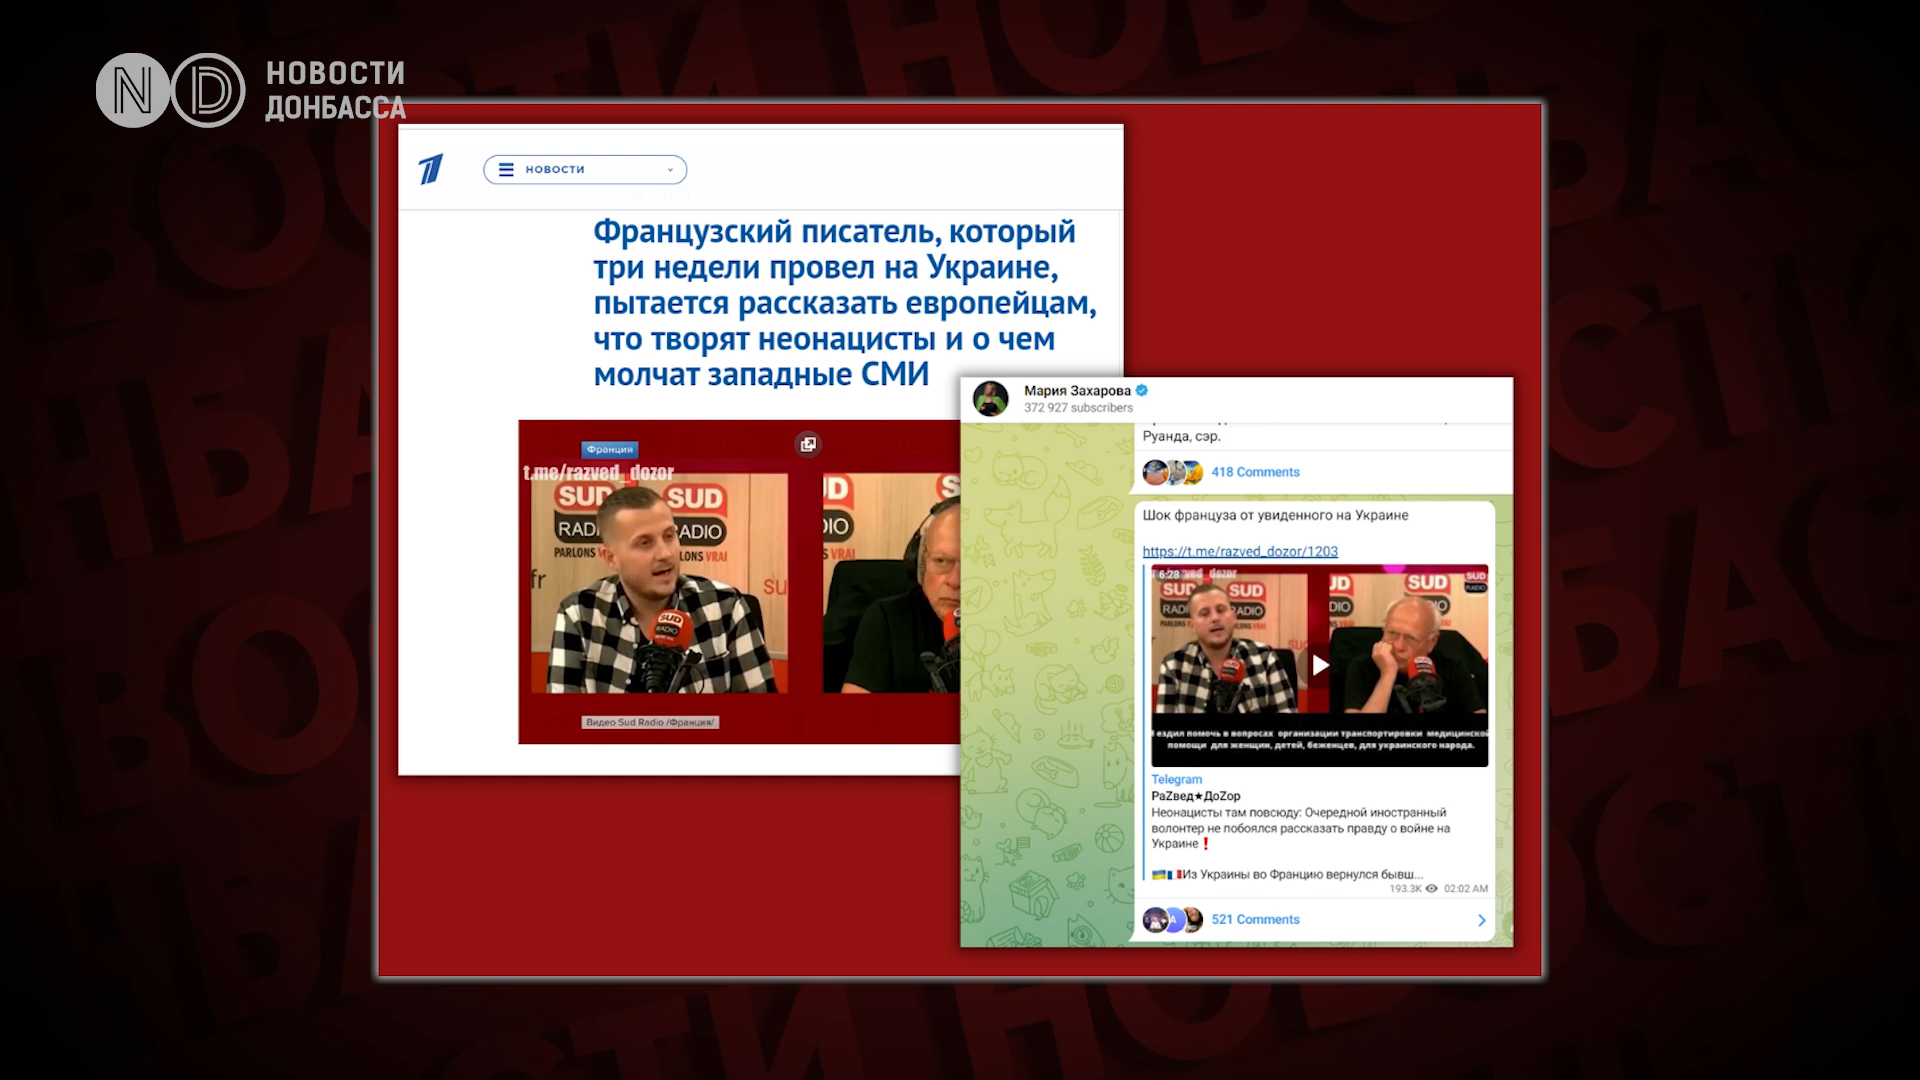 НОВОСТИ
ДОНБАССА
НОВОСТИ
Французский писатель, который
три недели провел на Украине,
пытается рассказать европейцам,
что творят неонацисты и о чем
молчат западные СМИ
Франция
t.me/razved_dozor
SUD
RADIO
PARLONS VRAI
Видео Sud Radio /Франция/
Мария Захарова
372 927 subscribers
Руанда, сэр.
418 Comments
Шок француза от увиденного на Украине
https://t.me/razved_dozor/1203
6:28
SUD
RADIO
ездил помочь в вопросах организации транспортировки медицинской
помощи для женщин, детей, беженцев, для украинского народа.
Telegram
РаZвед★ДоZор
Неонацисты там повсюду: Очередной иностранный
волонтер не побоялся рассказать правду о войне на
Украине❗
🇺🇦🇫🇷Из Украины во Францию вернулся бывш...
193.3K 02:02 AM
521 Comments